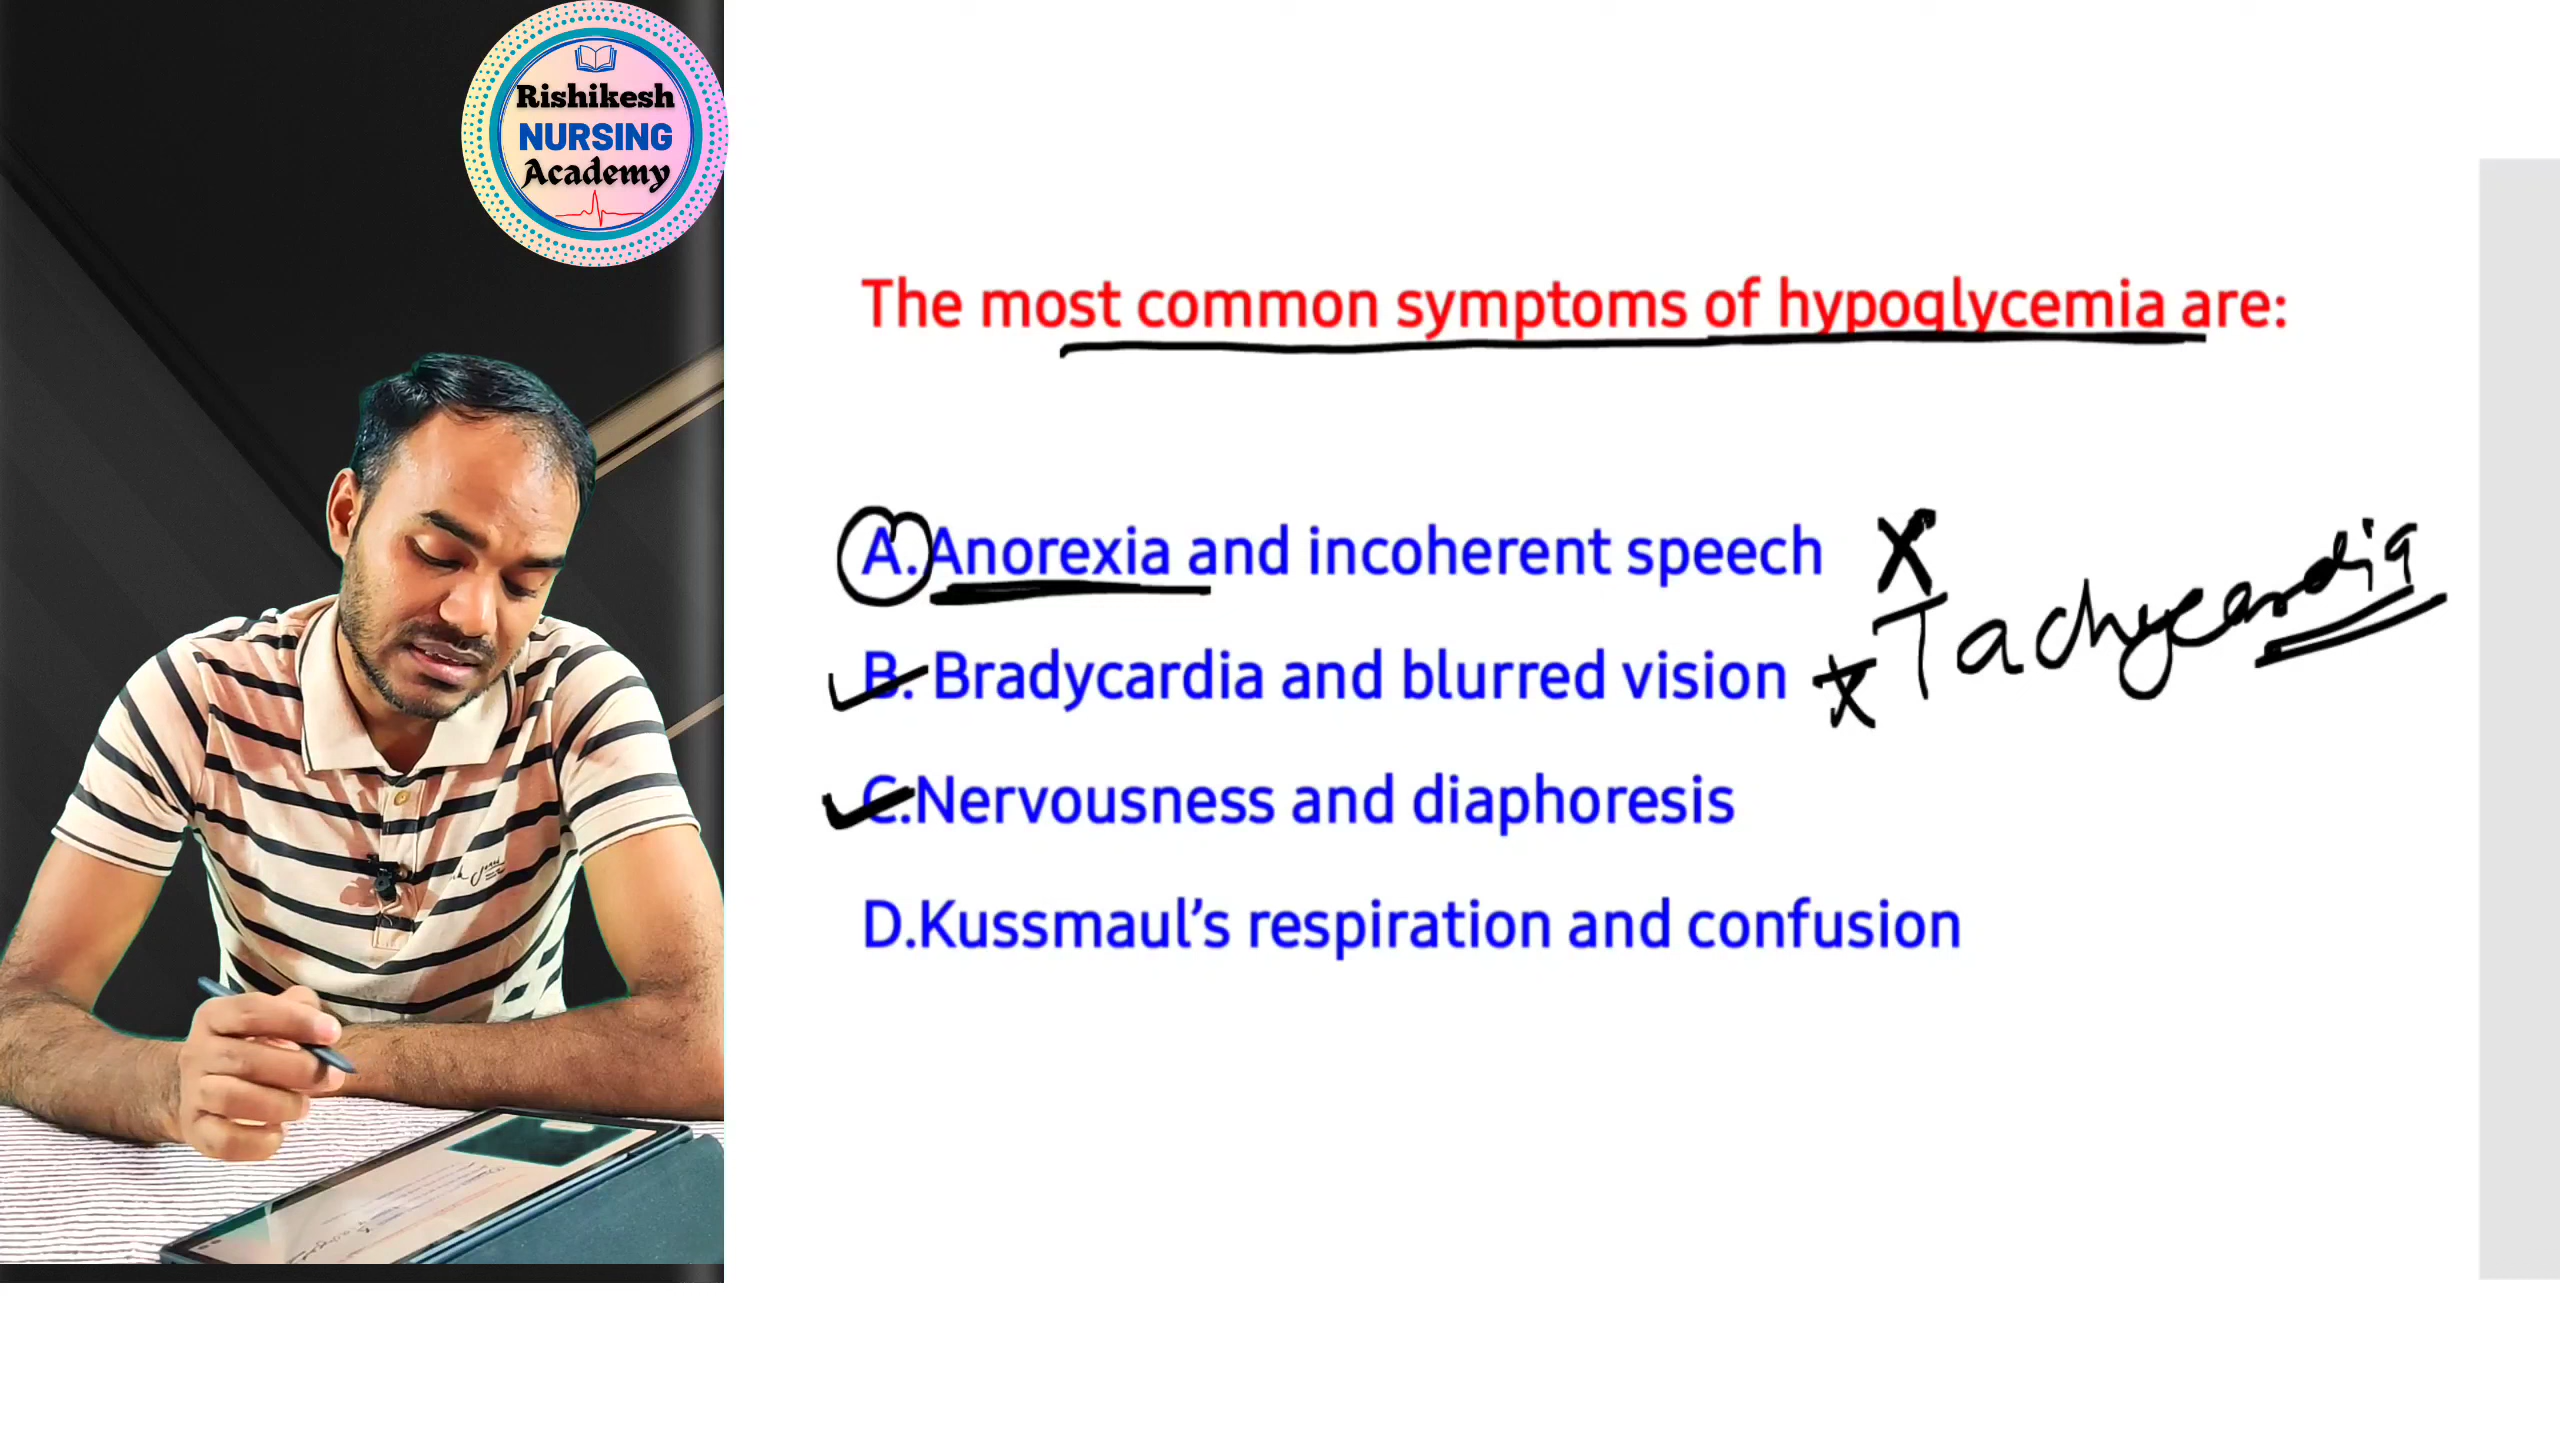 Rishikesh
NURSING
Academy
The most common symptoms of hypoglycemia are:
A. Anorexia and incoherent speech
B. Bradycardia and blurred vision
Tachycardia
C.Nervousness and diaphoresis
D.Kussmaul's respiration and confusion